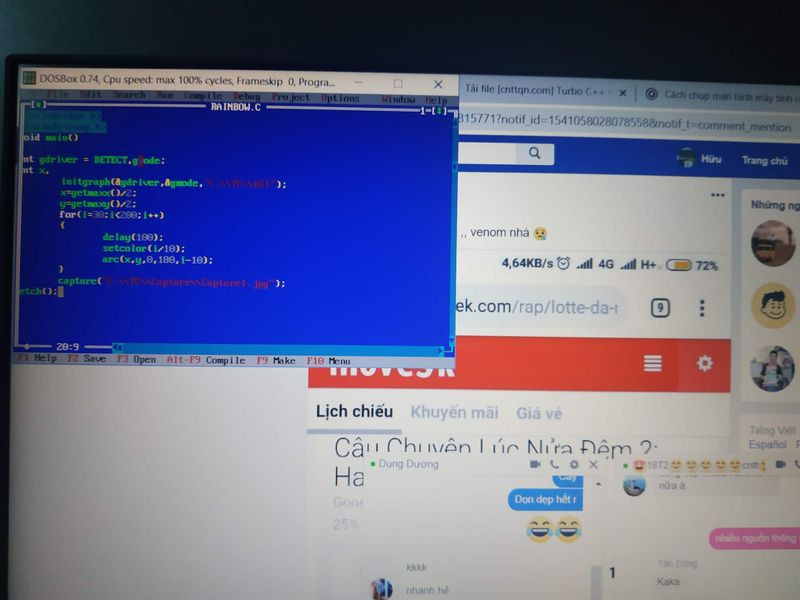 DOSBox 0.74, Cpu speed: max 100% cycles, Frameskip 0, Progra...
File Edit Search Run Compile Debug Project Options Window Help
RAINBOW.C
1
oid main()
nt gdriver = DETECT,gmode;
nt x,
initgraph(&gdriver,&gmode,"C:\\TC\\BGI");
x=getmaxx()/2;
y=getmaxy()/2;
for(i=30;i<200;i++)
{
delay(100);
setcolor(i/10);
arc(x,y,0,180,i-10);
}
capture("C:\\TC\\Capture\\Capture1.jpg");
etch();
20:9
F1 Help F2 Save F3 Open Alt-F9 Compile F9 Make F10 Menu
Tải file [cnttqn.com] Turbo C++
Cách chụp màn hình máy tính
815771?notif_id=1541058028078558&notif_t=comment_mention
Hữu Trang chủ
Những ng
,, venom nhá 😢
4,64KB/s 4G H+ 72%
ek.com/rap/lotte-da-
9
Lịch chiếu Khuyến mãi Giá vé
Câu Chuyện Lúc Nửa Đêm 2:
Ha
25%
Tiếng Việt
Español
Dung Dương
18T2😄😄😄😄😄cntt
nữa à
Dọn dẹp hết r
😂😂
nhiều nguồn thông
kkkk
nhanh hé
1
Tấn Dũng
Kaka